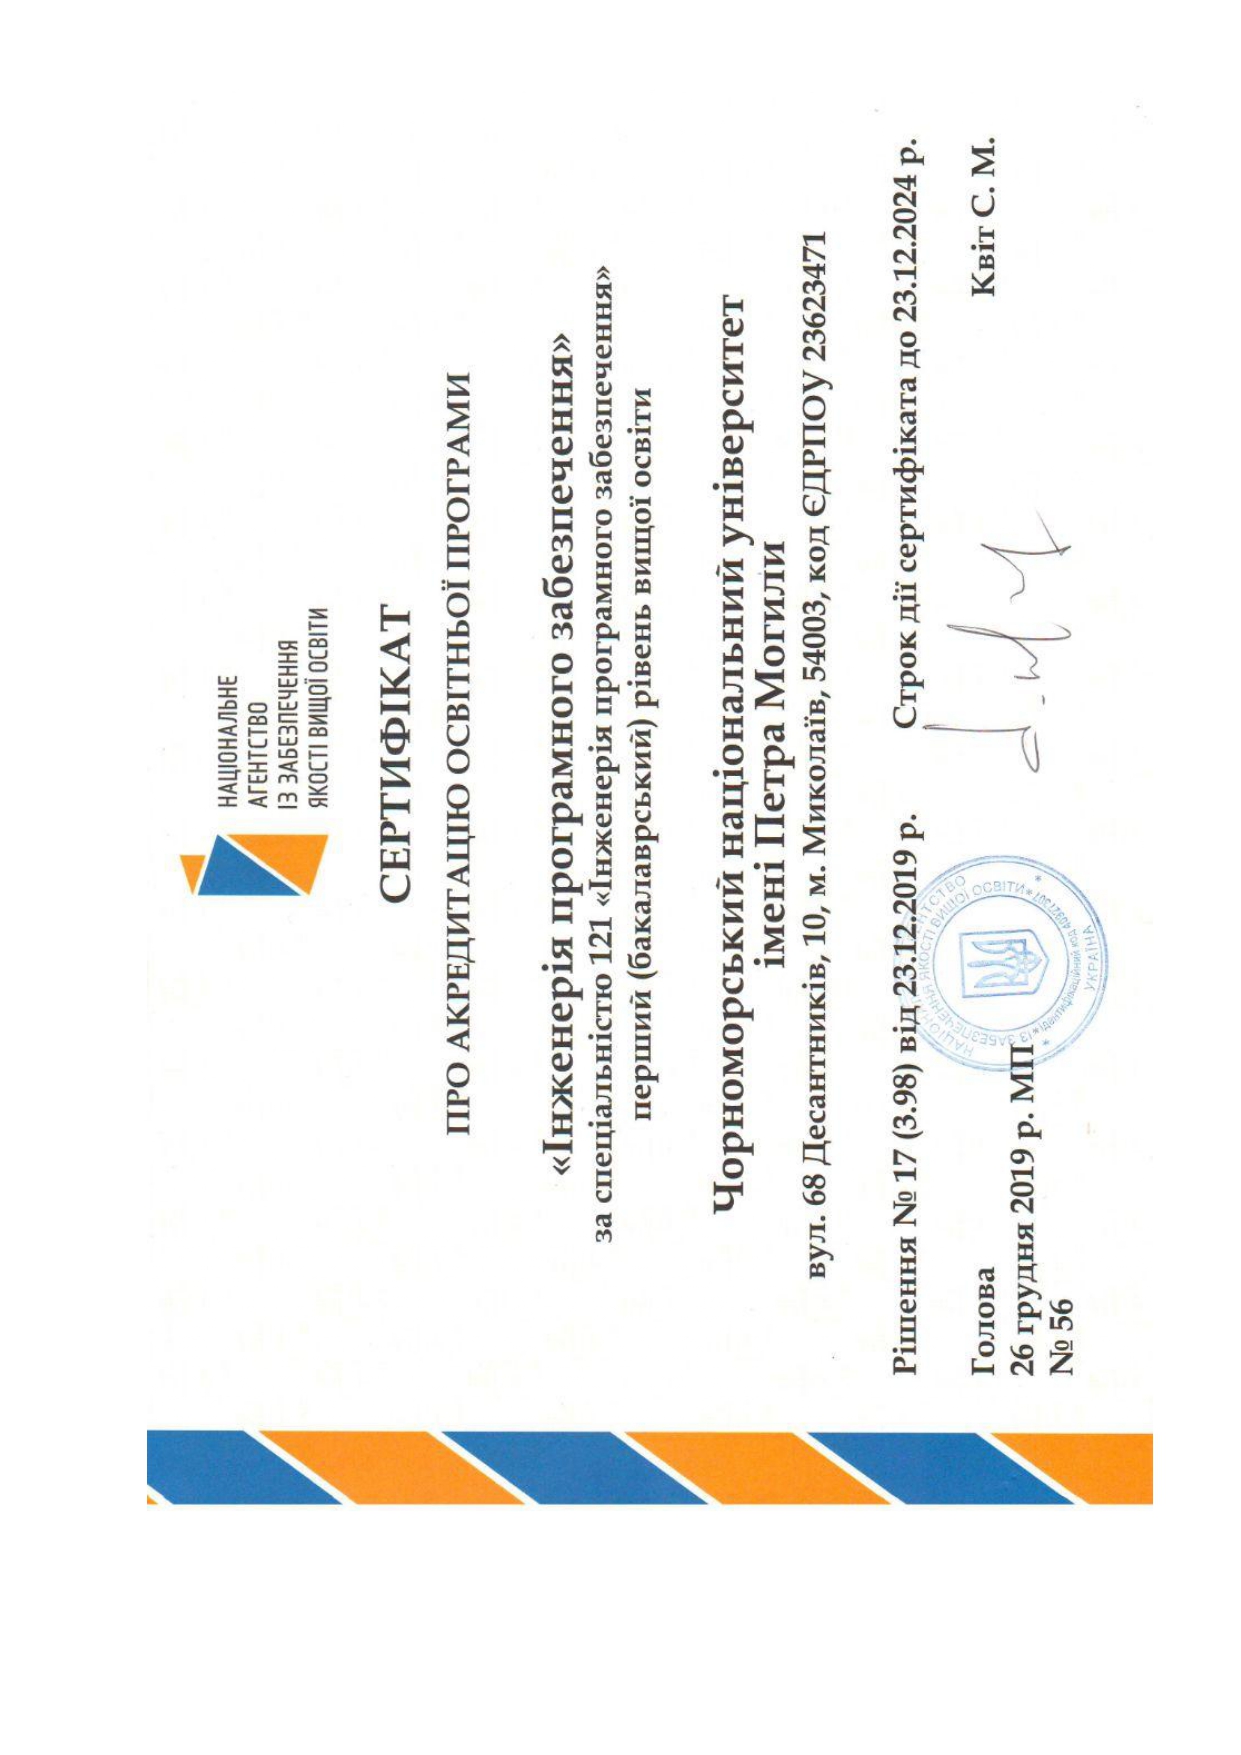 НАЦІОНАЛЬНЕ
АГЕНТСТВО
ІЗ ЗАБЕЗПЕЧЕННЯ
ЯКОСТІ ВИЩОЇ ОСВІТИ
СЕРТИФІКАТ
ПРО АКРЕДИТАЦІЮ ОСВІТНЬОЇ ПРОГРАМИ
«Інженерія програмного забезпечення»
за спеціальністю 121 «Інженерія програмного забезпечення»
перший (бакалаврський) рівень вищої освіти
Чорноморський національний університет
імені Петра Могили
вул. 68 Десантників, 10, м. Миколаїв, 54003, код ЄДРПОУ 23623471
Рішення № 17 (3.98) від 23.12.2019 р. Строк дії сертифіката до 23.12.2024 р.
Голова Квіт С. М.
26 грудня 2019 р. МП
№ 56
ІЗ ЗАБЕЗПЕЧЕННЯ ЯКОСТІ ВИЩОЇ ОСВІТИ
Ідентифікаційний код 40927307
УКРАЇНА